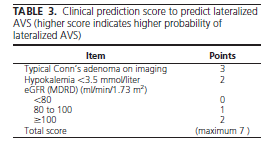 TABLE 3. Clinical prediction score to predict lateralized
AVS (higher score indicates higher probability of
lateralized AVS)
Item Points
Typical Conn's adenoma on imaging 3
Hypokalemia <3.5 mmol/liter 2
eGFR (MDRD) (ml/min/1.73 m²)
<80 0
80 to 100 1
≥100 2
Total score (maximum 7)